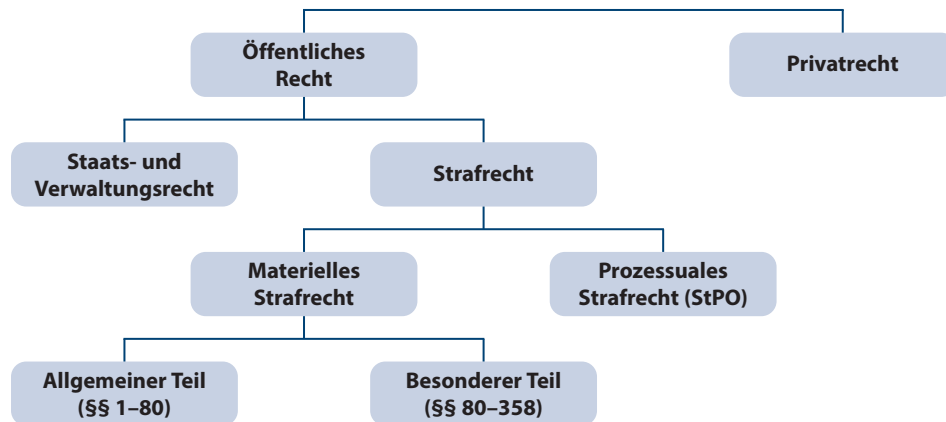 Öffentliches
Recht
Privatrecht
Staats- und
Verwaltungsrecht
Strafrecht
Materielles
Strafrecht
Prozessuales
Strafrecht (StPO)
Allgemeiner Teil
(§§ 1–80)
Besonderer Teil
(§§ 80–358)